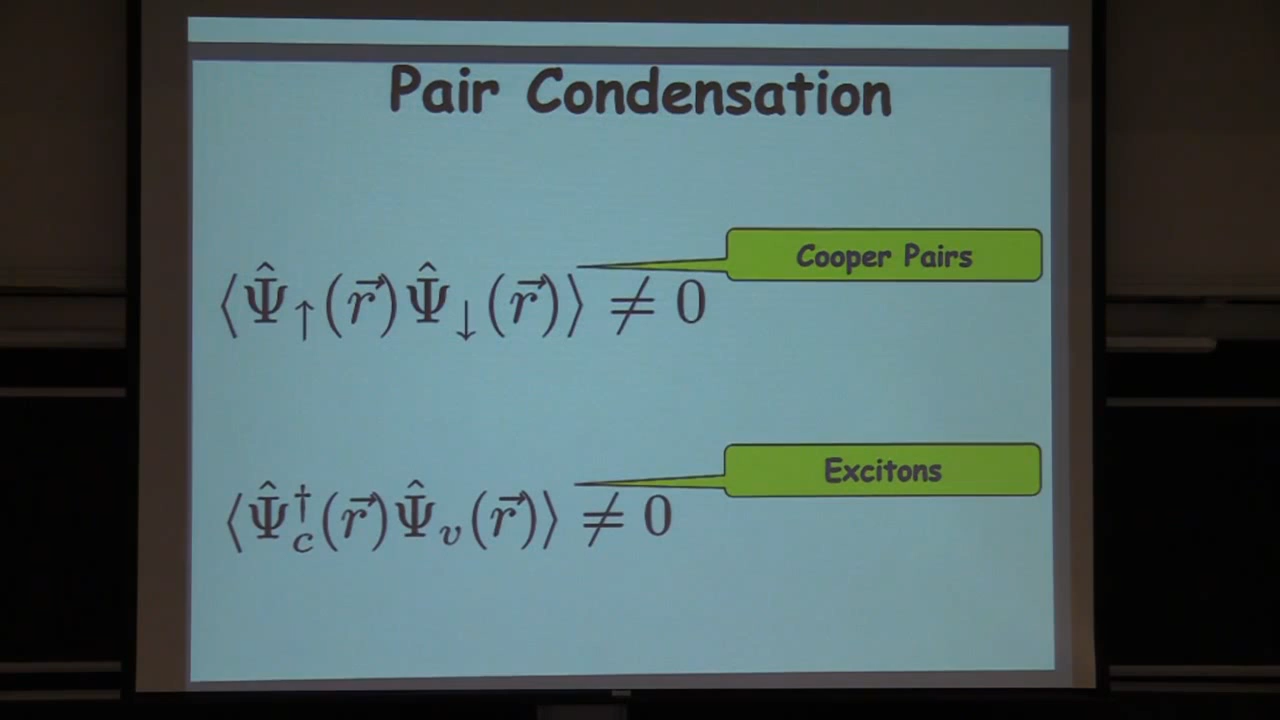 Pair Condensation
Cooper Pairs
⟨Ψ̂↑(r⃗)Ψ̂↓(r⃗)⟩ ≠ 0
Excitons
⟨Ψ̂†c(r⃗)Ψ̂v(r⃗)⟩ ≠ 0